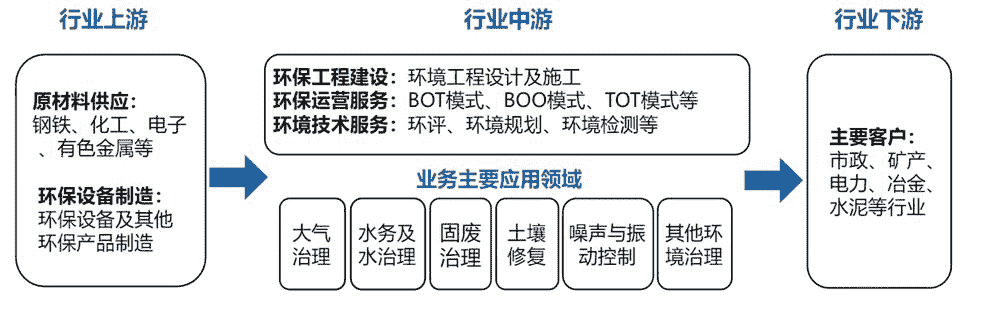 行业上游
行业中游
行业下游
原材料供应：
钢铁、化工、电子
、有色金属等
环保设备制造：
环保设备及其他
环保产品制造
环保工程建设：环境工程设计及施工
环保运营服务：BOT模式、BOO模式、TOT模式等
环境技术服务：环评、环境规划、环境检测等
业务主要应用领域
大气
治理
水务及
水治理
固废
治理
土壤
修复
噪声与振
动控制
其他环
境治理
主要客户：
市政、矿产、
电力、冶金、
水泥等行业